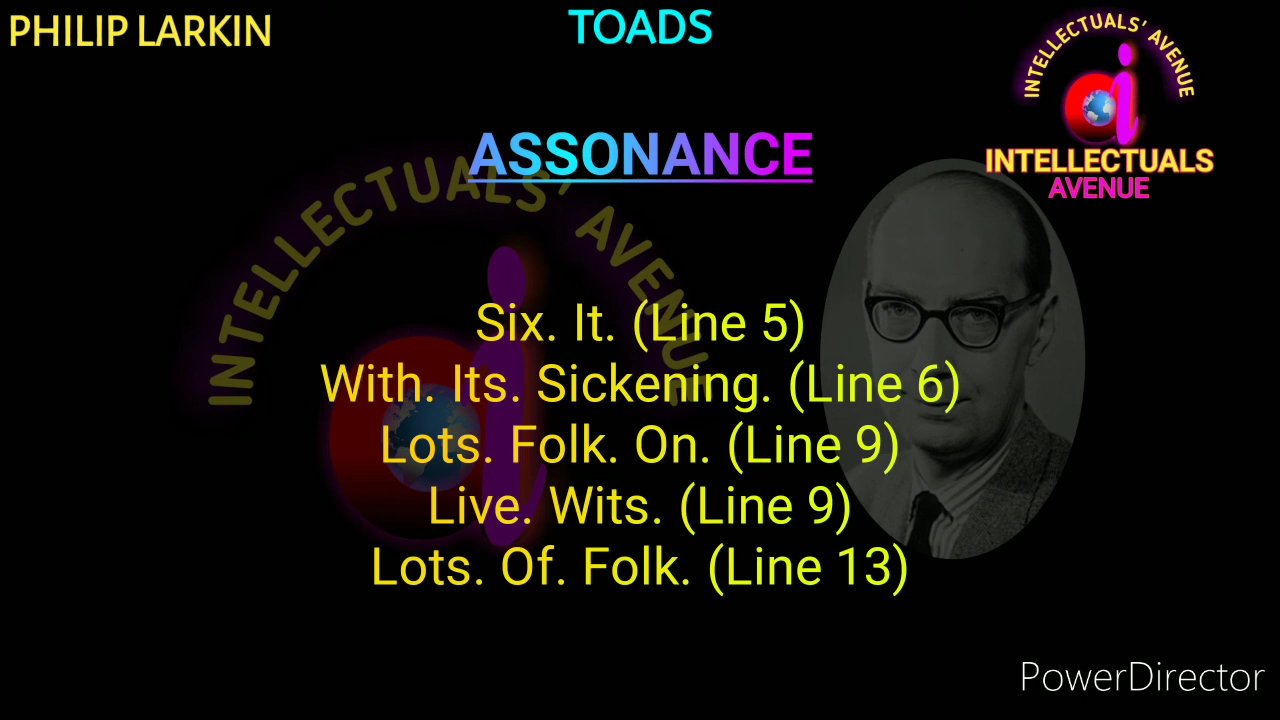 PHILIP LARKIN
TOADS
INTELLECTUALS' AVENUE
INTELLECTUALS
AVENUE
ASSONANCE
INTELLECTUALS' AVENUE
Six. It. (Line 5)
With. Its. Sickening. (Line 6)
Lots. Folk. On. (Line 9)
Live. Wits. (Line 9)
Lots. Of. Folk. (Line 13)
PowerDirector